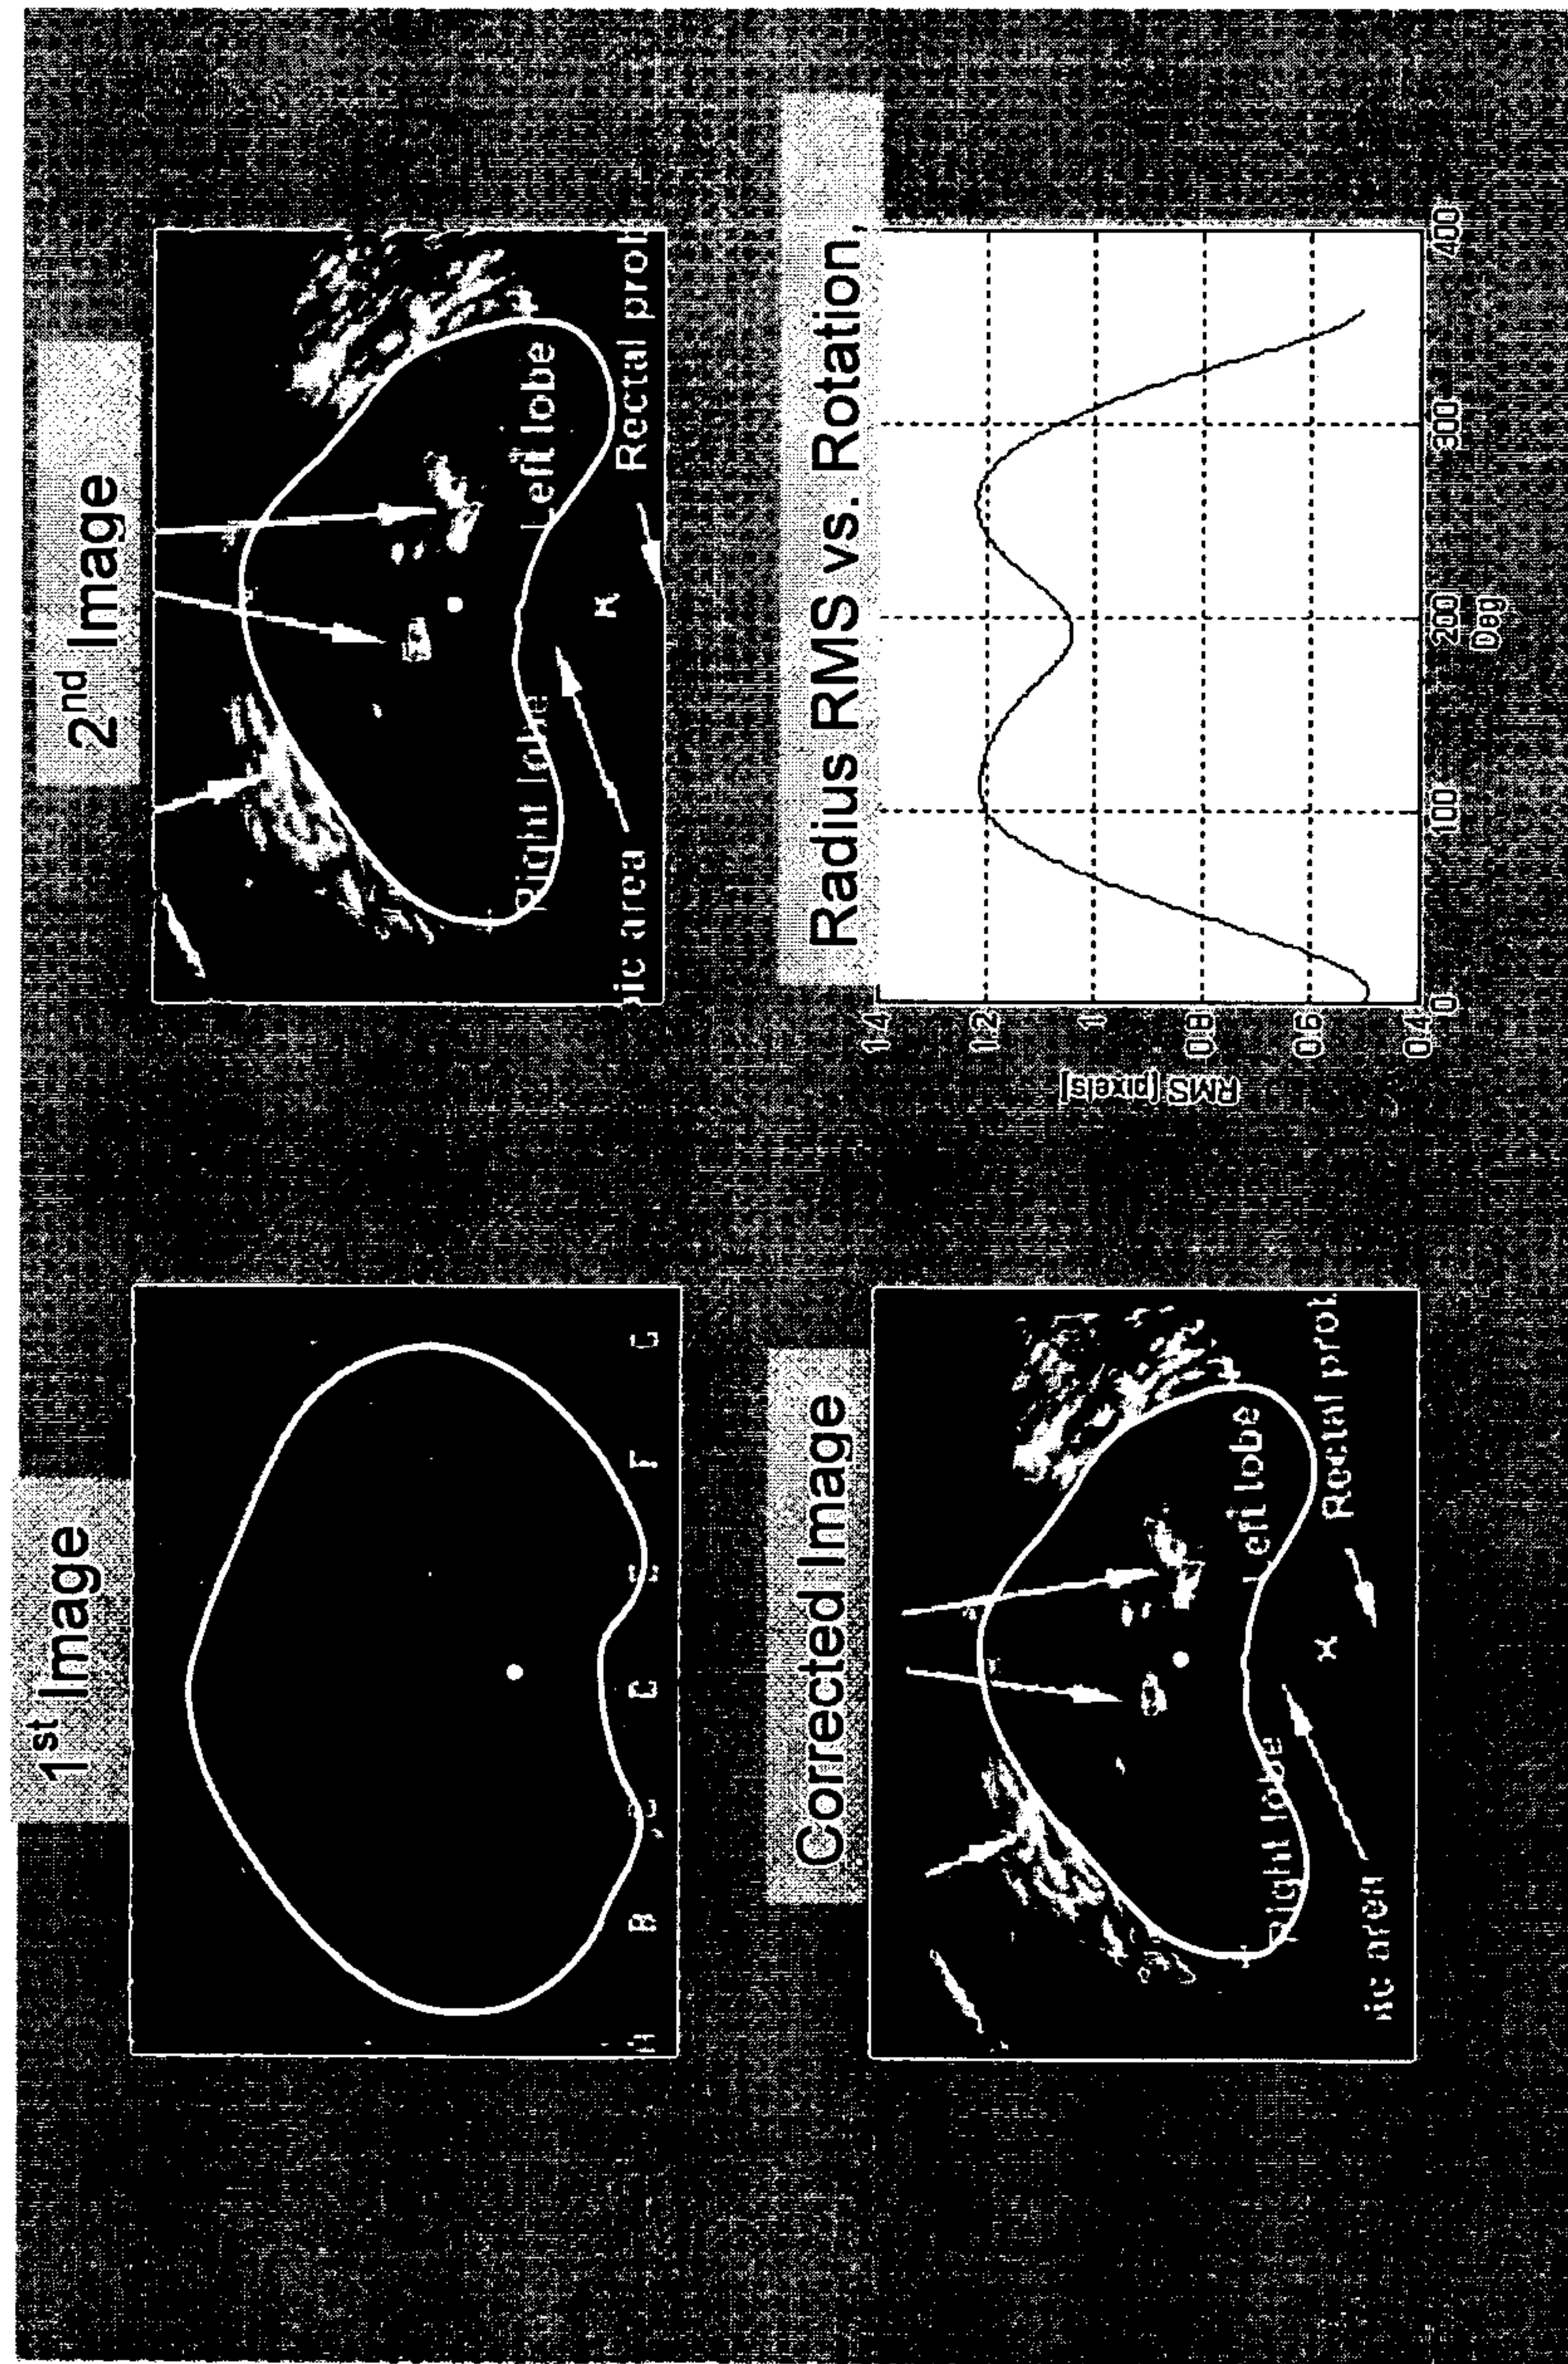 1st Image
B
F
2nd Image
Right lobe
Left lobe
ic area
Rectal prob
Corrected Image
Right lobe
Left lobe
ic area
Rectal prob
x
Radius RMS vs. Rotation,
RMS [pixels]
1.4
1.2
1
0.8
0.6
0.4
0
100
200
300
400
Deg